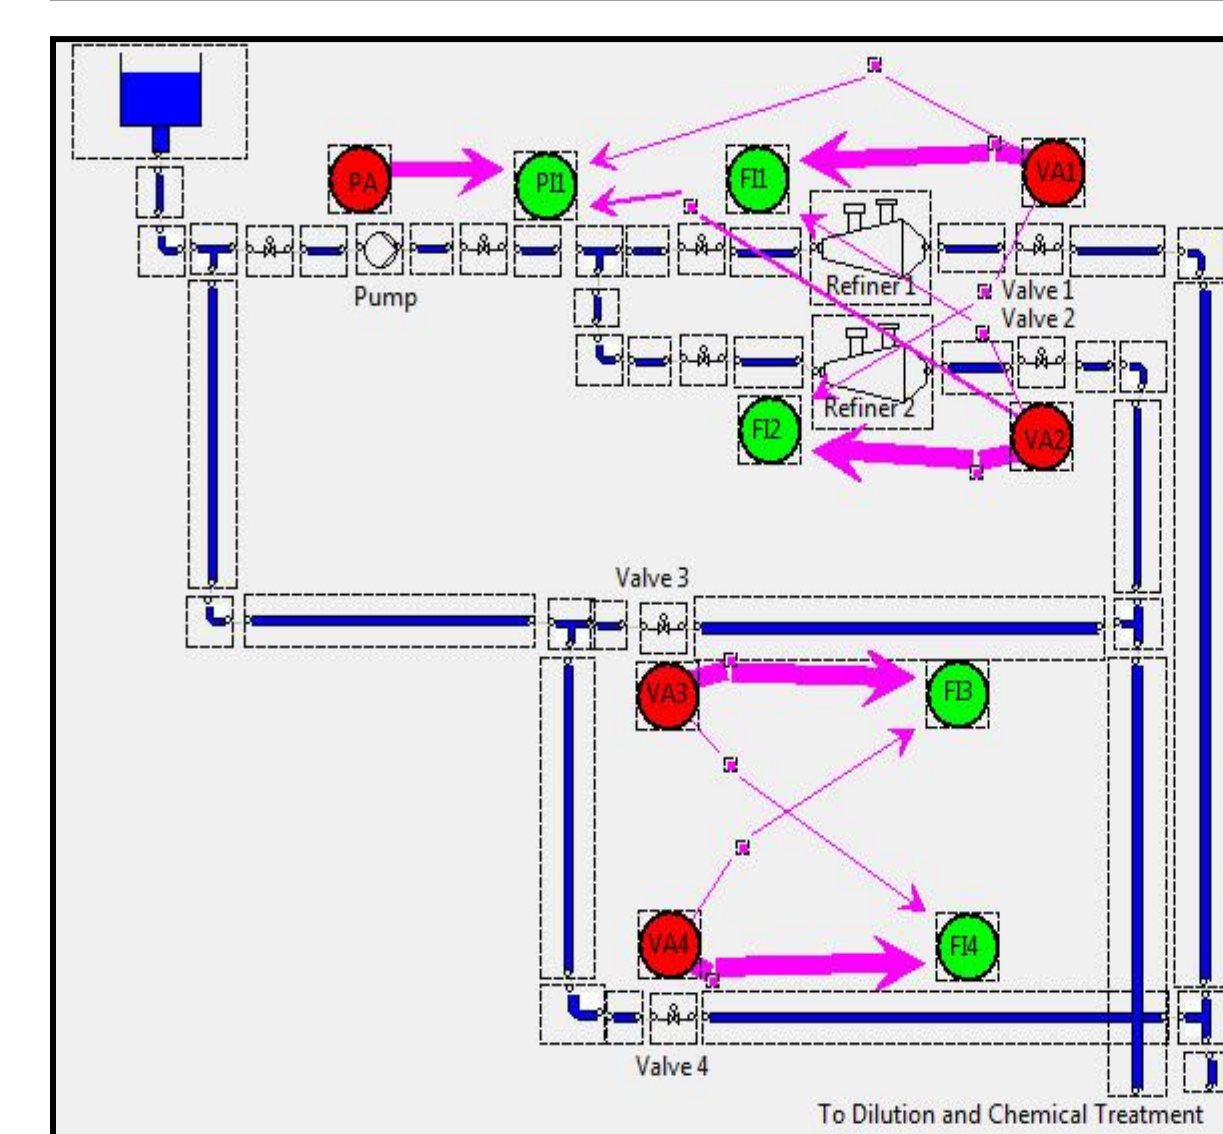 PA
PI1
FI1
VA1
Pump
Refiner 1
Valve 1
Valve 2
Refiner 2
FI2
VA2
Valve 3
VA3
FI3
VA4
FI4
Valve 4
To Dilution and Chemical Treatment